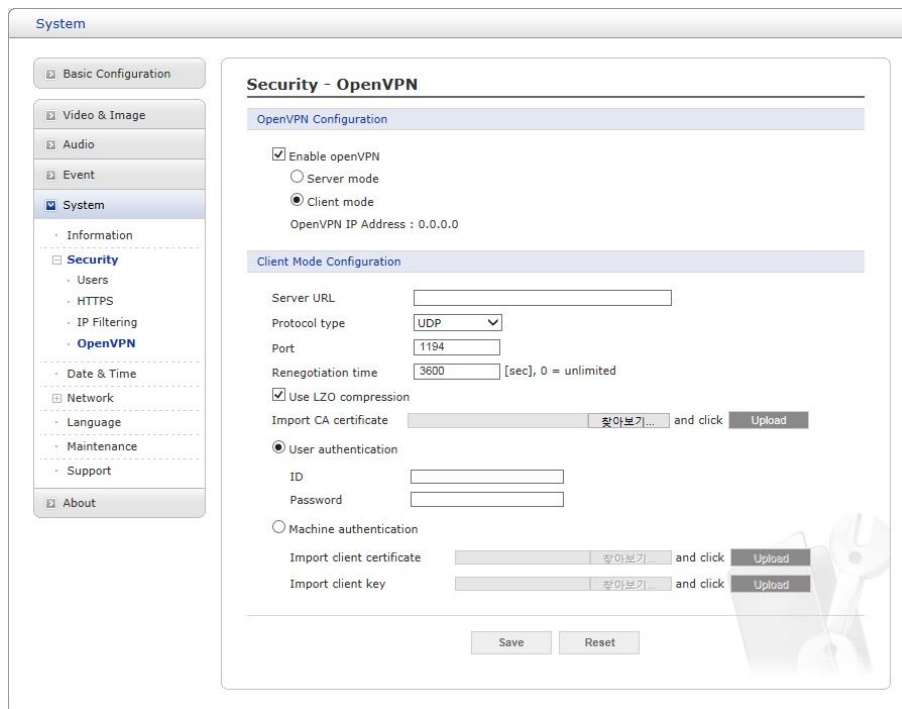 System
Basic Configuration
Video & Image
Audio
Event
System
Information
Security
Users
HTTPS
IP Filtering
OpenVPN
Date & Time
Network
Language
Maintenance
Support
About
Security - OpenVPN
OpenVPN Configuration
Enable openVPN
Server mode
Client mode
OpenVPN IP Address : 0.0.0.0
Client Mode Configuration
Server URL
Protocol type UDP
Port 1194
Renegotiation time 3600 [sec], 0 = unlimited
Use LZO compression
Import CA certificate 찾아보기... and click Upload
User authentication
ID
Password
Machine authentication
Import client certificate 찾아보기... and click Upload
Import client key 찾아보기... and click Upload
Save Reset